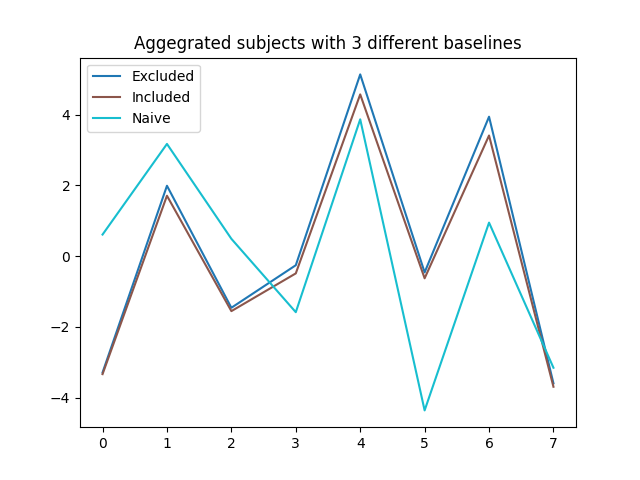 Aggegrated subjects with 3 different baselines
Excluded
Included
Naive
4
2
0
−2
−4
0 1 2 3 4 5 6 7